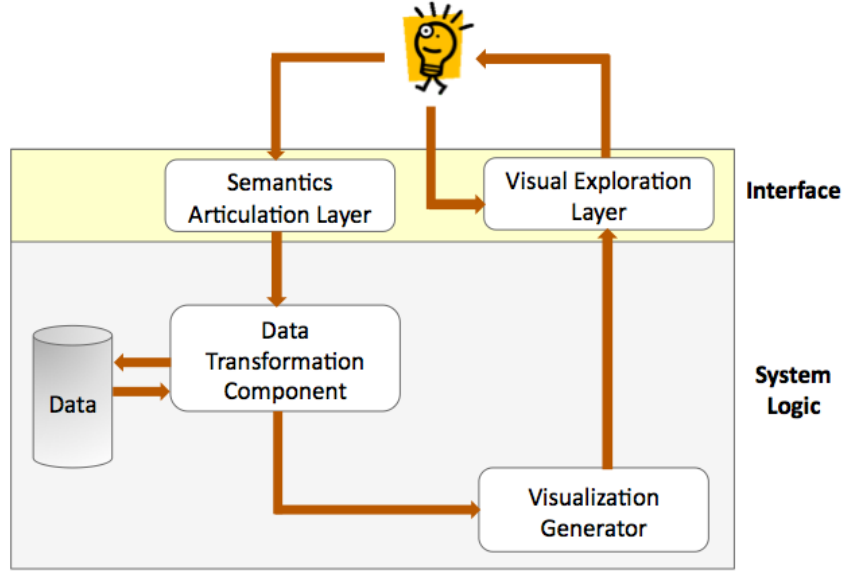 Semantics
Articulation Layer
Visual Exploration
Layer
Interface
Data
Transformation
Component
Data
System
Logic
Visualization
Generator